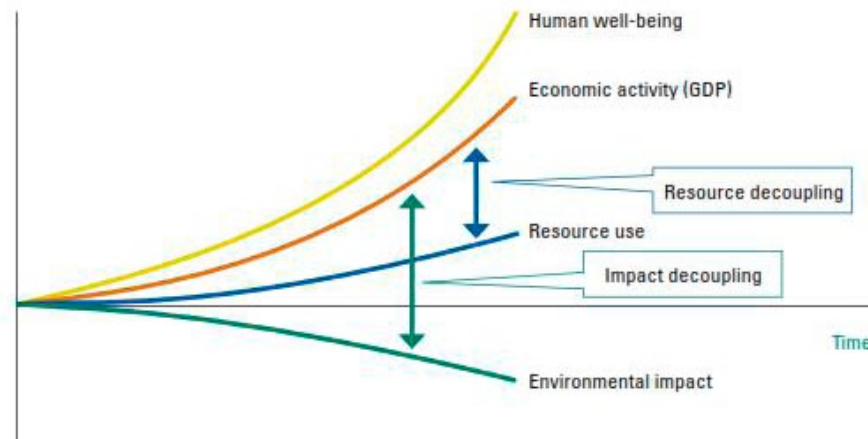 Human well-being
Economic activity (GDP)
Resource decoupling
Resource use
Impact decoupling
Time
Environmental impact